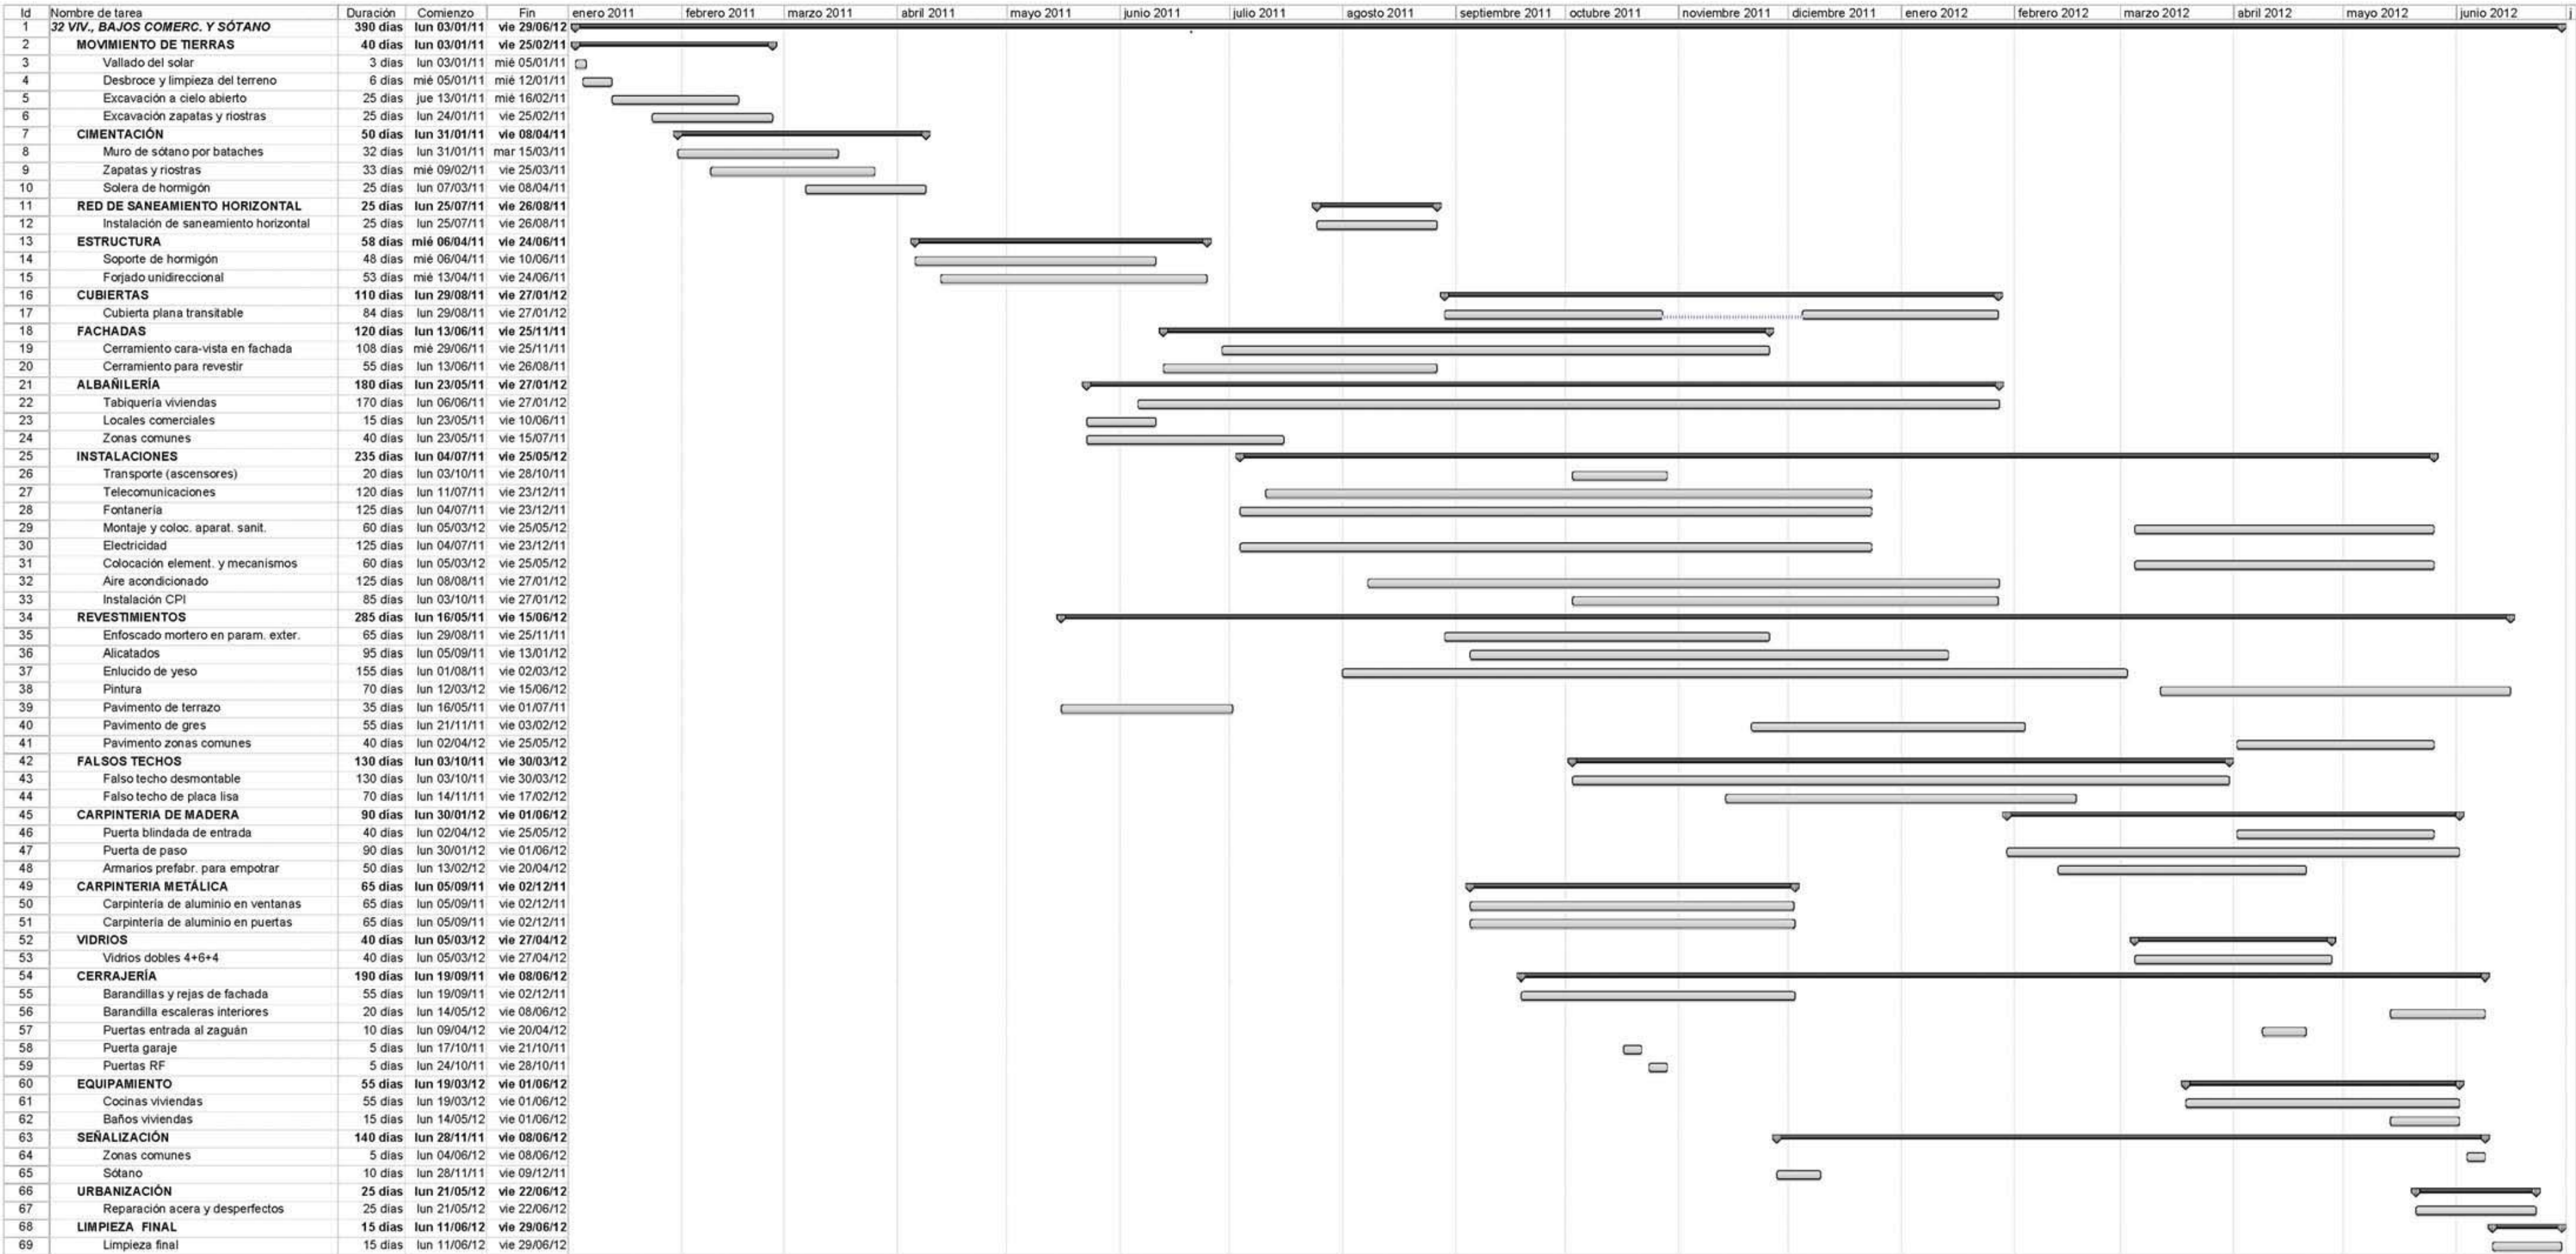 Id Nombre de tarea Duración Comienzo Fin enero 2011 febrero 2011 marzo 2011 abril 2011 mayo 2011 junio 2011 julio 2011 agosto 2011 septiembre 2011 octubre 2011 noviembre 2011 diciembre 2011 enero 2012 febrero 2012 marzo 2012 abril 2012 mayo 2012 junio 2012 j
1 32 VIV., BAJOS COMERC. Y SÓTANO 390 días lun 03/01/11 vie 29/06/12
2 MOVIMIENTO DE TIERRAS 40 días lun 03/01/11 vie 25/02/11
3 Vallado del solar 3 días lun 03/01/11 mié 05/01/11
4 Desbroce y limpieza del terreno 6 días mié 05/01/11 mié 12/01/11
5 Excavación a cielo abierto 25 días jue 13/01/11 mié 16/02/11
6 Excavación zapatas y riostras 25 días lun 24/01/11 vie 25/02/11
7 CIMENTACIÓN 50 días lun 31/01/11 vie 08/04/11
8 Muro de sótano por bataches 32 días lun 31/01/11 mar 15/03/11
9 Zapatas y riostras 33 días mié 09/02/11 vie 25/03/11
10 Solera de hormigón 25 días lun 07/03/11 vie 08/04/11
11 RED DE SANEAMIENTO HORIZONTAL 25 días lun 25/07/11 vie 26/08/11
12 Instalación de saneamiento horizontal 25 días lun 25/07/11 vie 26/08/11
13 ESTRUCTURA 58 días mié 06/04/11 vie 24/06/11
14 Soporte de hormigón 48 días mié 06/04/11 vie 10/06/11
15 Forjado unidireccional 53 días mié 13/04/11 vie 24/06/11
16 CUBIERTAS 110 días lun 29/08/11 vie 27/01/12
17 Cubierta plana transitable 84 días lun 29/08/11 vie 27/01/12
18 FACHADAS 120 días lun 13/06/11 vie 25/11/11
19 Cerramiento cara-vista en fachada 108 días mié 29/06/11 vie 25/11/11
20 Cerramiento para revestir 55 días lun 13/06/11 vie 26/08/11
21 ALBAÑILERÍA 180 días lun 23/05/11 vie 27/01/12
22 Tabiquería viviendas 170 días lun 06/06/11 vie 27/01/12
23 Locales comerciales 15 días lun 23/05/11 vie 10/06/11
24 Zonas comunes 40 días lun 23/05/11 vie 15/07/11
25 INSTALACIONES 235 días lun 04/07/11 vie 25/05/12
26 Transporte (ascensores) 20 días lun 03/10/11 vie 28/10/11
27 Telecomunicaciones 120 días lun 11/07/11 vie 23/12/11
28 Fontanería 125 días lun 04/07/11 vie 23/12/11
29 Montaje y coloc. aparat. sanit. 60 días lun 05/03/12 vie 25/05/12
30 Electricidad 125 días lun 04/07/11 vie 23/12/11
31 Colocación element. y mecanismos 60 días lun 05/03/12 vie 25/05/12
32 Aire acondicionado 125 días lun 08/08/11 vie 27/01/12
33 Instalación CPI 85 días lun 03/10/11 vie 27/01/12
34 REVESTIMIENTOS 285 días lun 16/05/11 vie 15/06/12
35 Enfoscado mortero en param. exter. 65 días lun 29/08/11 vie 25/11/11
36 Alicatados 95 días lun 05/09/11 vie 13/01/12
37 Enlucido de yeso 155 días lun 01/08/11 vie 02/03/12
38 Pintura 70 días lun 12/03/12 vie 15/06/12
39 Pavimento de terrazo 35 días lun 16/05/11 vie 01/07/11
40 Pavimento de gres 55 días lun 21/11/11 vie 03/02/12
41 Pavimento zonas comunes 40 días lun 02/04/12 vie 25/05/12
42 FALSOS TECHOS 130 días lun 03/10/11 vie 30/03/12
43 Falso techo desmontable 130 días lun 03/10/11 vie 30/03/12
44 Falso techo de placa lisa 70 días lun 14/11/11 vie 17/02/12
45 CARPINTERIA DE MADERA 90 días lun 30/01/12 vie 01/06/12
46 Puerta blindada de entrada 40 días lun 02/04/12 vie 25/05/12
47 Puerta de paso 90 días lun 30/01/12 vie 01/06/12
48 Armarios prefabr. para empotrar 50 días lun 13/02/12 vie 20/04/12
49 CARPINTERIA METÁLICA 65 días lun 05/09/11 vie 02/12/11
50 Carpintería de aluminio en ventanas 65 días lun 05/09/11 vie 02/12/11
51 Carpintería de aluminio en puertas 65 días lun 05/09/11 vie 02/12/11
52 VIDRIOS 40 días lun 05/03/12 vie 27/04/12
53 Vidrios dobles 4+6+4 40 días lun 05/03/12 vie 27/04/12
54 CERRAJERÍA 190 días lun 19/09/11 vie 08/06/12
55 Barandillas y rejas de fachada 55 días lun 19/09/11 vie 02/12/11
56 Barandilla escaleras interiores 20 días lun 14/05/12 vie 08/06/12
57 Puertas entrada al zaguán 10 días lun 09/04/12 vie 20/04/12
58 Puerta garaje 5 días lun 17/10/11 vie 21/10/11
59 Puertas RF 5 días lun 24/10/11 vie 28/10/11
60 EQUIPAMIENTO 55 días lun 19/03/12 vie 01/06/12
61 Cocinas viviendas 55 días lun 19/03/12 vie 01/06/12
62 Baños viviendas 15 días lun 14/05/12 vie 01/06/12
63 SEÑALIZACIÓN 140 días lun 28/11/11 vie 08/06/12
64 Zonas comunes 5 días lun 04/06/12 vie 08/06/12
65 Sótano 10 días lun 28/11/11 vie 09/12/11
66 URBANIZACIÓN 25 días lun 21/05/12 vie 22/06/12
67 Reparación acera y desperfectos 25 días lun 21/05/12 vie 22/06/12
68 LIMPIEZA FINAL 15 días lun 11/06/12 vie 29/06/12
69 Limpieza final 15 días lun 11/06/12 vie 29/06/12